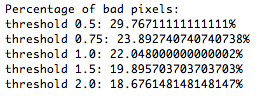 Percentage of bad pixels:
threshold 0.5: 29.76711111111111%
threshold 0.75: 23.892740740740738%
threshold 1.0: 22.048000000000002%
threshold 1.5: 19.895703703703703%
threshold 2.0: 18.676148148148147%